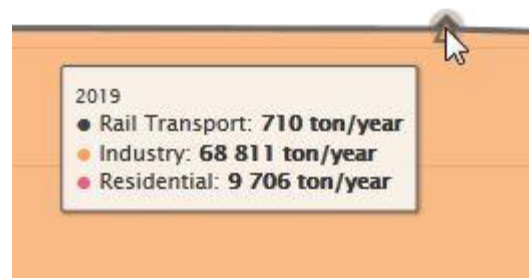 2019
● Rail Transport: 710 ton/year
● Industry: 68 811 ton/year
● Residential: 9 706 ton/year